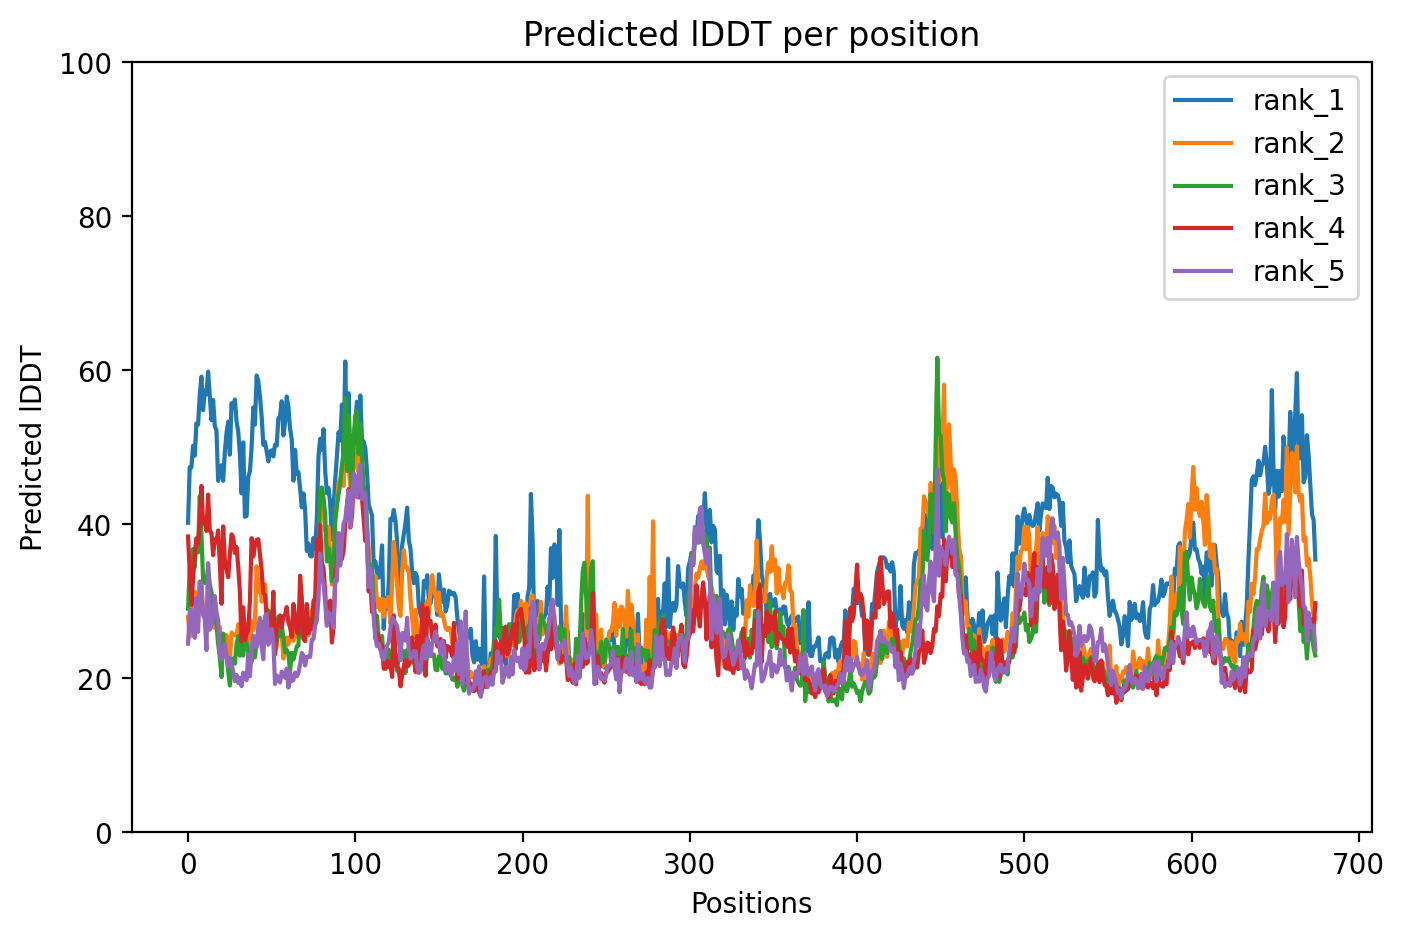 Predicted lDDT per position
100
80
60
40
20
0
Predicted lDDT
0 100 200 300 400 500 600 700
Positions
rank_1
rank_2
rank_3
rank_4
rank_5